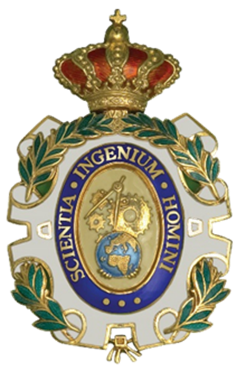 SCIENTIA · INGENIUM · HOMINI